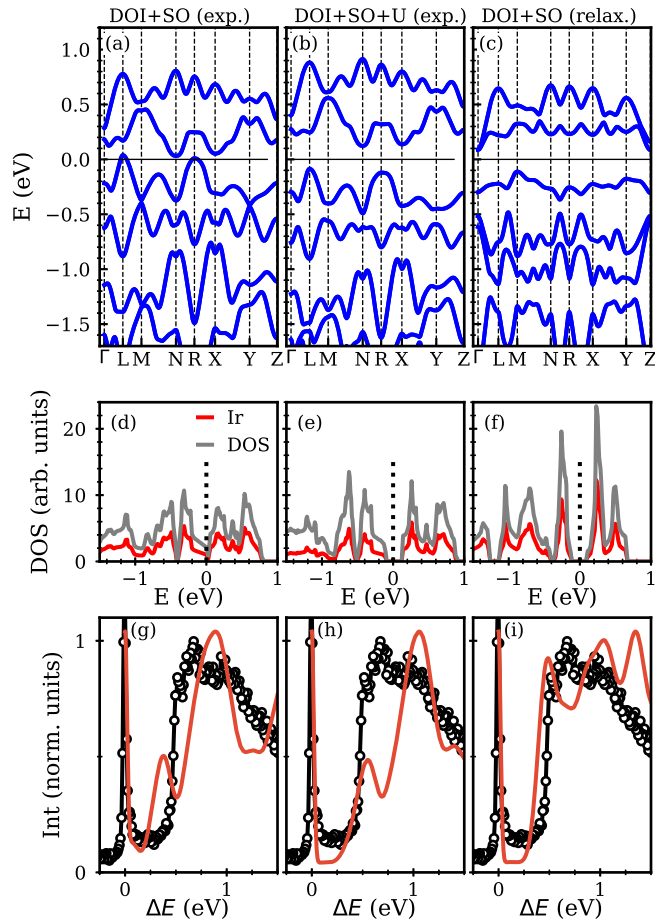 DOI+SO (exp.) DOI+SO+U (exp.) DOI+SO (relax.)
(a) (b) (c)
1.0
0.5
0.0
−0.5
−1.0
−1.5
E (eV)
Γ L M N R X Y Z Γ L M N R X Y Z Γ L M N R X Y Z
(d) (e) (f)
Ir
DOS
20
10
0
DOS (arb. units)
−1 0 1 −1 0 1 −1 0 1
E (eV) E (eV) E (eV)
(g) (h) (i)
1
0
Int (norm. units)
0 1 0 1 0 1
ΔE (eV) ΔE (eV) ΔE (eV)